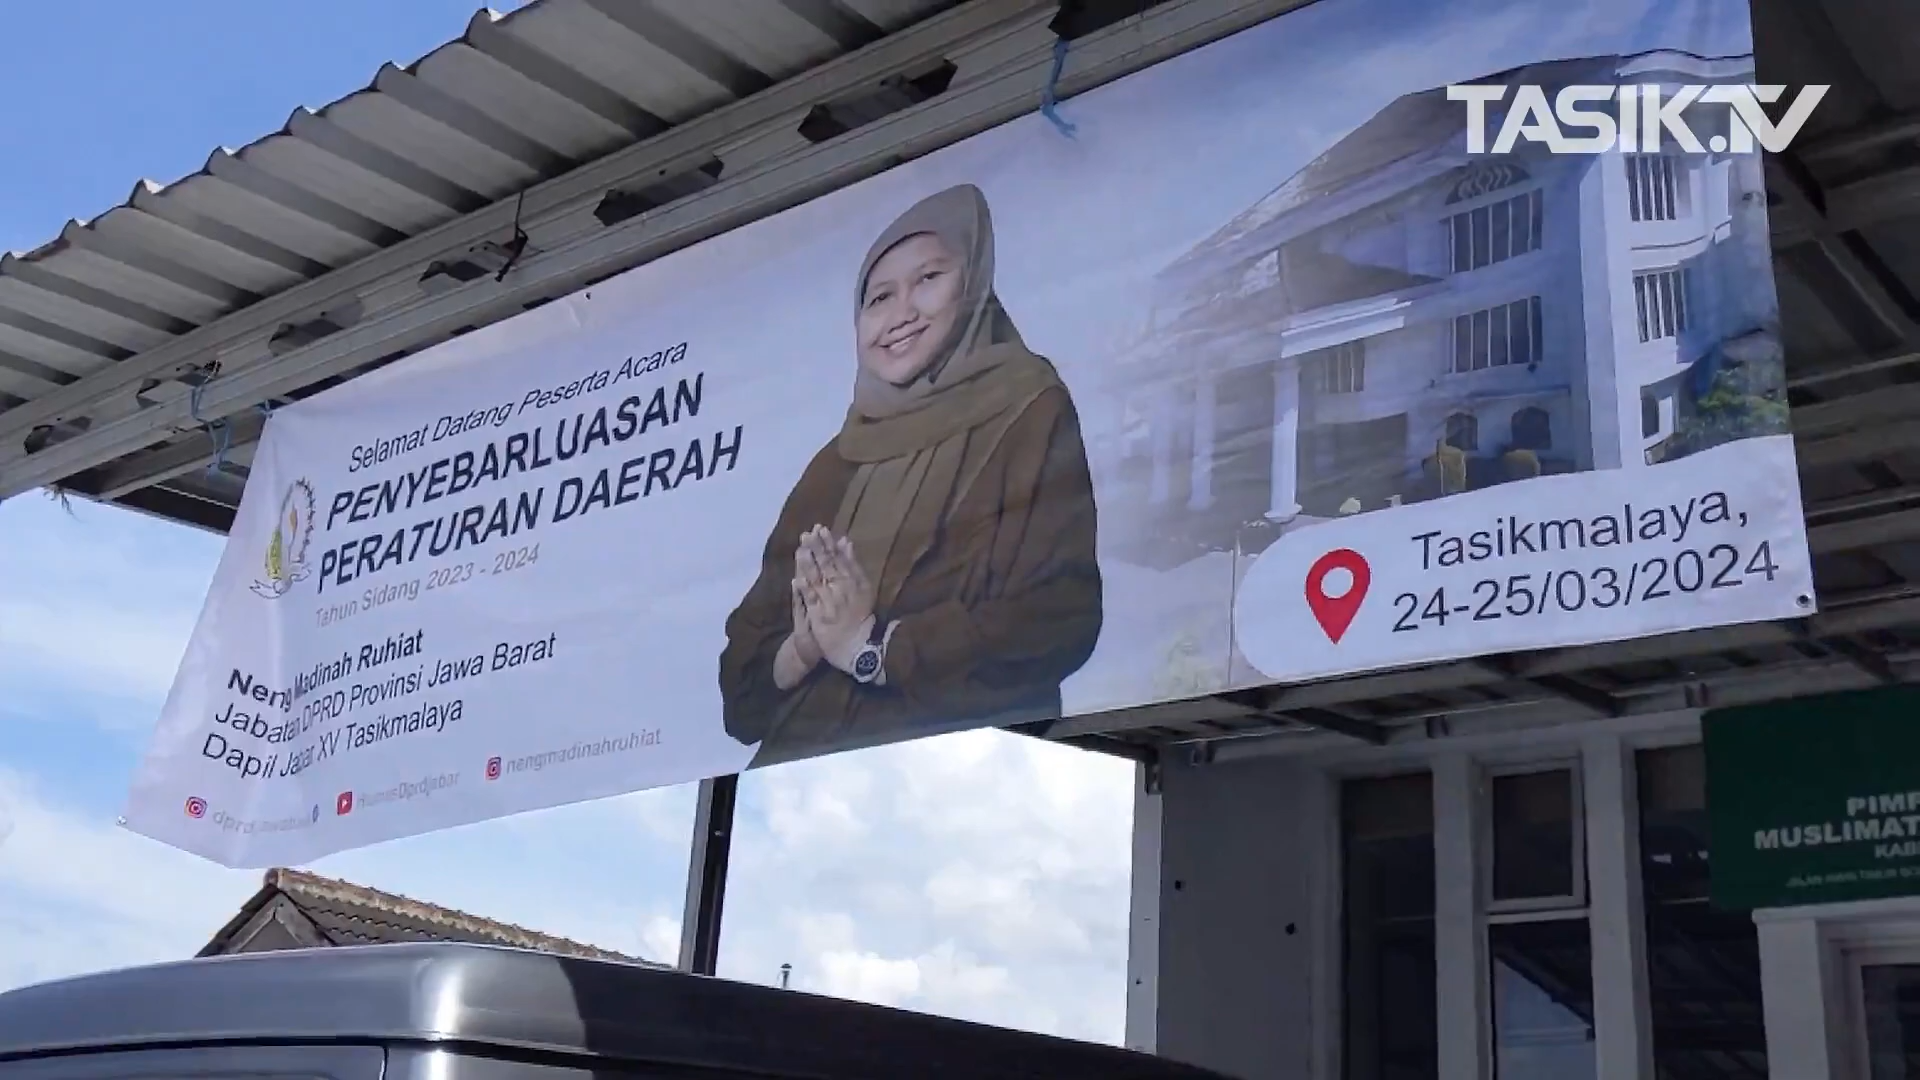 TASIK.TV
Selamat Datang Peserta Acara
PENYEBARLUASAN
PERATURAN DAERAH
Tahun Sidang 2023 - 2024
Neng Madinah Ruhiat
Jabatan DPRD Provinsi Jawa Barat
Dapil Jabar XV Tasikmalaya
HumasDprdjabar
nengmadinahruhiat
Tasikmalaya,
24-25/03/2024
MUSLIMAT